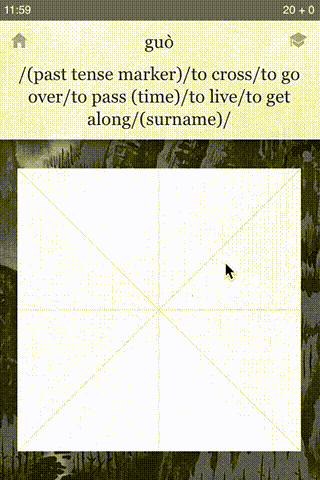 11:59 20 + 0
guò
/(past tense marker)/to cross/to go
over/to pass (time)/to live/to get
along/(surname)/